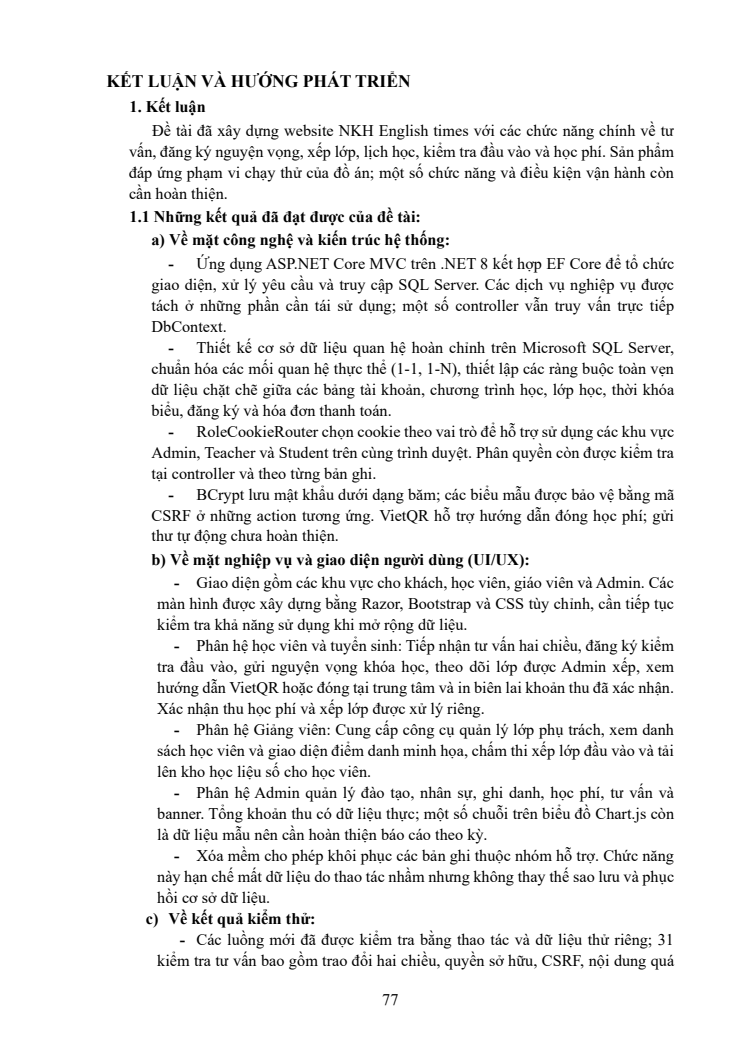 KẾT LUẬN VÀ HƯỚNG PHÁT TRIỂN
1. Kết luận
Đề tài đã xây dựng website NKH English times với các chức năng chính về tư
vấn, đăng ký nguyện vọng, xếp lớp, lịch học, kiểm tra đầu vào và học phí. Sản phẩm
đáp ứng phạm vi chạy thử của đồ án; một số chức năng và điều kiện vận hành còn
cần hoàn thiện.
1.1 Những kết quả đã đạt được của đề tài:
a) Về mặt công nghệ và kiến trúc hệ thống:
- Ứng dụng ASP.NET Core MVC trên .NET 8 kết hợp EF Core để tổ chức
giao diện, xử lý yêu cầu và truy cập SQL Server. Các dịch vụ nghiệp vụ được
tách ở những phần cần tái sử dụng; một số controller vẫn truy vấn trực tiếp
DbContext.
- Thiết kế cơ sở dữ liệu quan hệ hoàn chỉnh trên Microsoft SQL Server,
chuẩn hóa các mối quan hệ thực thể (1-1, 1-N), thiết lập các ràng buộc toàn vẹn
dữ liệu chặt chẽ giữa các bảng tài khoản, chương trình học, lớp học, thời khóa
biểu, đăng ký và hóa đơn thanh toán.
- RoleCookieRouter chọn cookie theo vai trò để hỗ trợ sử dụng các khu vực
Admin, Teacher và Student trên cùng trình duyệt. Phân quyền còn được kiểm tra
tại controller và theo từng bản ghi.
- BCrypt lưu mật khẩu dưới dạng băm; các biểu mẫu được bảo vệ bằng mã
CSRF ở những action tương ứng. VietQR hỗ trợ hướng dẫn đóng học phí; gửi
thư tự động chưa hoàn thiện.
b) Về mặt nghiệp vụ và giao diện người dùng (UI/UX):
- Giao diện gồm các khu vực cho khách, học viên, giáo viên và Admin. Các
màn hình được xây dựng bằng Razor, Bootstrap và CSS tùy chỉnh, cần tiếp tục
kiểm tra khả năng sử dụng khi mở rộng dữ liệu.
- Phân hệ học viên và tuyển sinh: Tiếp nhận tư vấn hai chiều, đăng ký kiểm
tra đầu vào, gửi nguyện vọng khóa học, theo dõi lớp được Admin xếp, xem
hướng dẫn VietQR hoặc đóng tại trung tâm và in biên lai khoản thu đã xác nhận.
Xác nhận thu học phí và xếp lớp được xử lý riêng.
- Phân hệ Giảng viên: Cung cấp công cụ quản lý lớp phụ trách, xem danh
sách học viên và giao diện điểm danh minh họa, chấm thi xếp lớp đầu vào và tải
lên kho học liệu số cho học viên.
- Phân hệ Admin quản lý đào tạo, nhân sự, ghi danh, học phí, tư vấn và
banner. Tổng khoản thu có dữ liệu thực; một số chuỗi trên biểu đồ Chart.js còn
là dữ liệu mẫu nên cần hoàn thiện báo cáo theo kỳ.
- Xóa mềm cho phép khôi phục các bản ghi thuộc nhóm hỗ trợ. Chức năng
này hạn chế mất dữ liệu do thao tác nhầm nhưng không thay thế sao lưu và phục
hồi cơ sở dữ liệu.
c) Về kết quả kiểm thử:
- Các luồng mới đã được kiểm tra bằng thao tác và dữ liệu thử riêng; 31
kiểm tra tư vấn bao gồm trao đổi hai chiều, quyền sở hữu, CSRF, nội dung quá
77